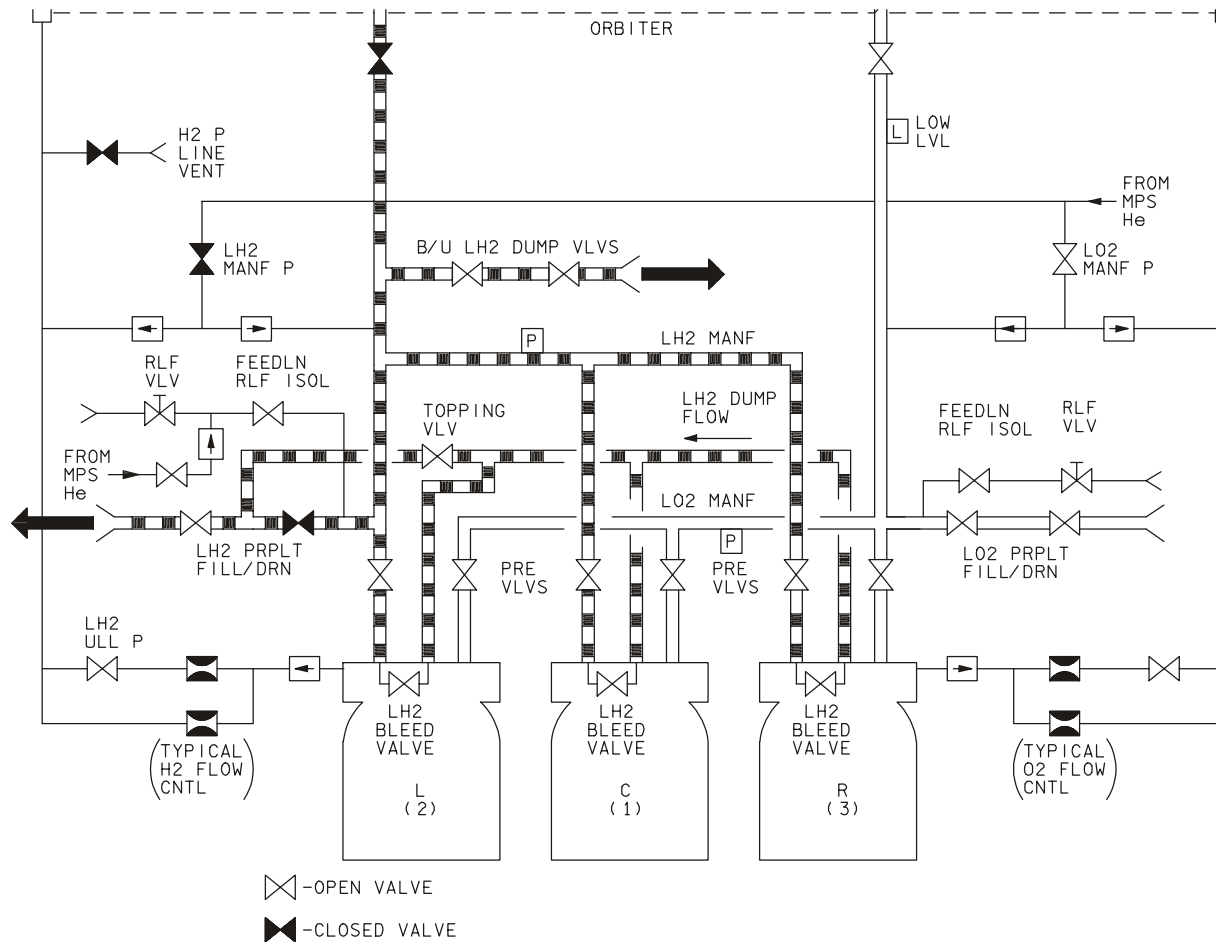 ORBITER
H2 P
LINE
VENT
L
LOW
LVL
FROM
MPS
He
LH2
MANF P
B/U LH2 DUMP VLVS
LO2
MANF P
P
LH2 MANF
RLF
VLV
FEEDLN
RLF ISOL
TOPPING
VLV
LH2 DUMP
FLOW
FEEDLN
RLF ISOL
RLF
VLV
FROM
MPS
He
LO2 MANF
P
LH2 PRPLT
FILL/DRN
PRE
VLVS
PRE
VLVS
LO2 PRPLT
FILL/DRN
LH2
ULL P
LH2
BLEED
VALVE
LH2
BLEED
VALVE
LH2
BLEED
VALVE
(TYPICAL
H2 FLOW
CNTL)
(TYPICAL
O2 FLOW
CNTL)
L
(2)
C
(1)
R
(3)
-OPEN VALVE
-CLOSED VALVE